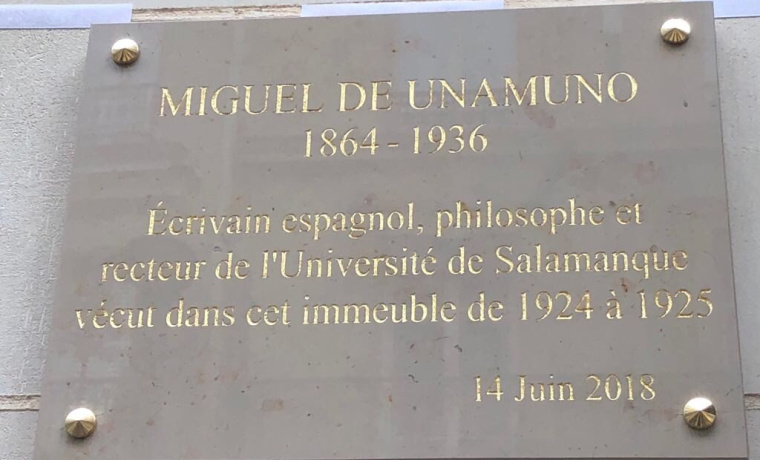 MIGUEL DE UNAMUNO
1864 - 1936
Écrivain espagnol, philosophe et
recteur de l'Université de Salamanque
vécut dans cet immeuble de 1924 à 1925
14 Juin 2018